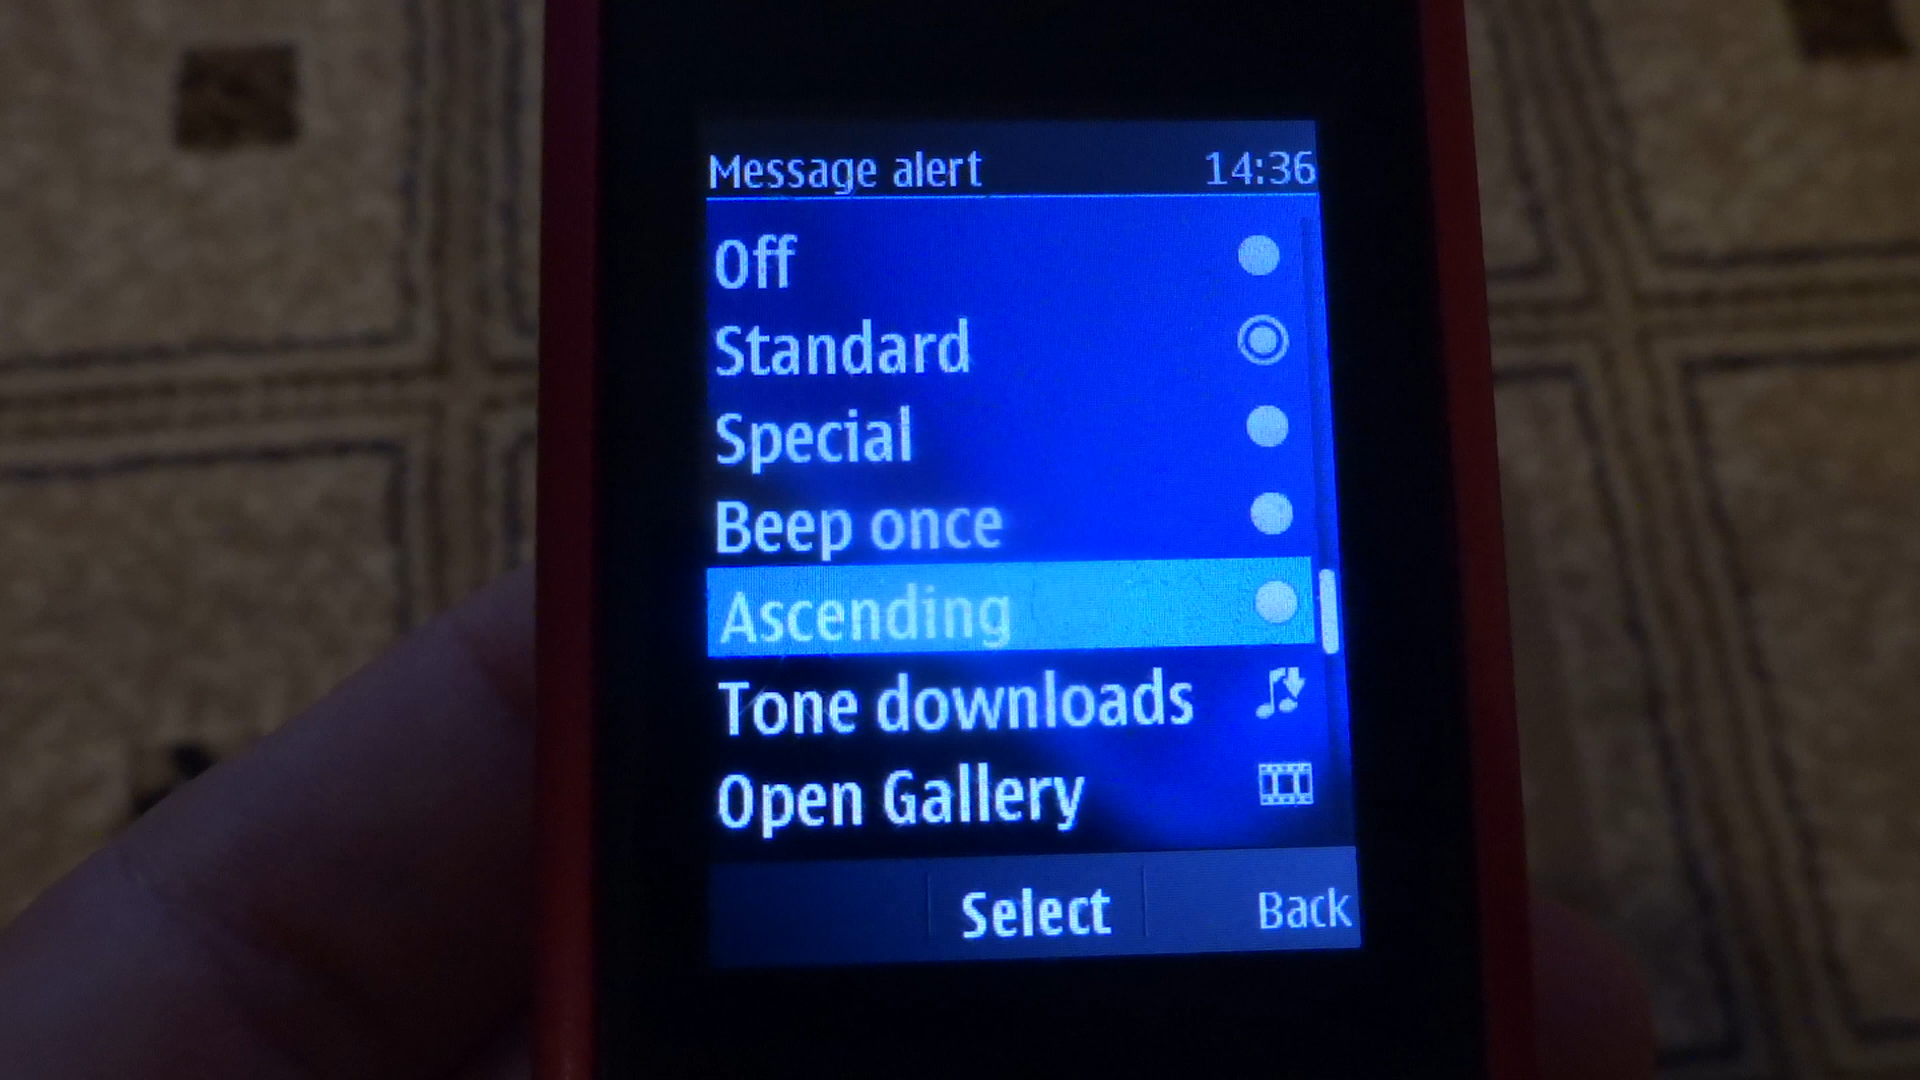 Message alert 14:36
Off
Standard
Special
Beep once
Ascending
Tone downloads
Open Gallery
Select Back